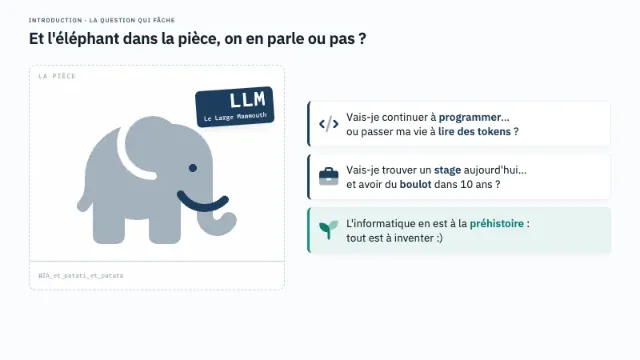 INTRODUCTION · LA QUESTION QUI FÂCHE
Et l'éléphant dans la pièce, on en parle ou pas ?
LA PIÈCE
LLM
Le Large Mammouth
@IA_et_patati_et_patata
</> Vais-je continuer à programmer…
ou passer ma vie à lire des tokens ?
Vais-je trouver un stage aujourd'hui…
et avoir du boulot dans 10 ans ?
L'informatique en est à la préhistoire :
tout est à inventer :)